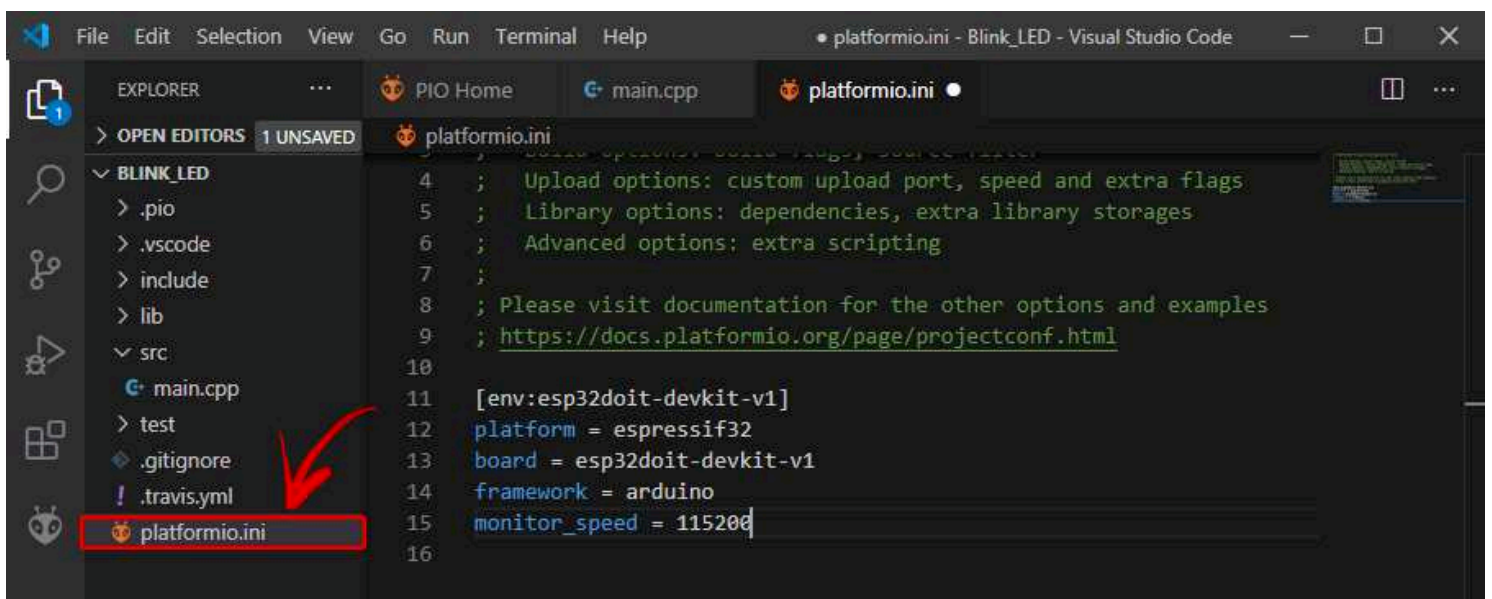 File Edit Selection View Go Run Terminal Help ● platformio.ini - Blink_LED - Visual Studio Code
EXPLORER ··· PIO Home main.cpp platformio.ini ● ···
1
> OPEN EDITORS 1 UNSAVED platformio.ini
BLINK_LED
4 ; Upload options: custom upload port, speed and extra flags
> .pio
5 ; Library options: dependencies, extra library storages
> .vscode
6 ; Advanced options: extra scripting
> include
7 ;
> lib
8 ; Please visit documentation for the other options and examples
9 ; https://docs.platformio.org/page/projectconf.html
src
10
main.cpp
11 [env:esp32doit-devkit-v1]
> test
12 platform = espressif32
.gitignore
13 board = esp32doit-devkit-v1
! .travis.yml
14 framework = arduino
platformio.ini
15 monitor_speed = 115200
16